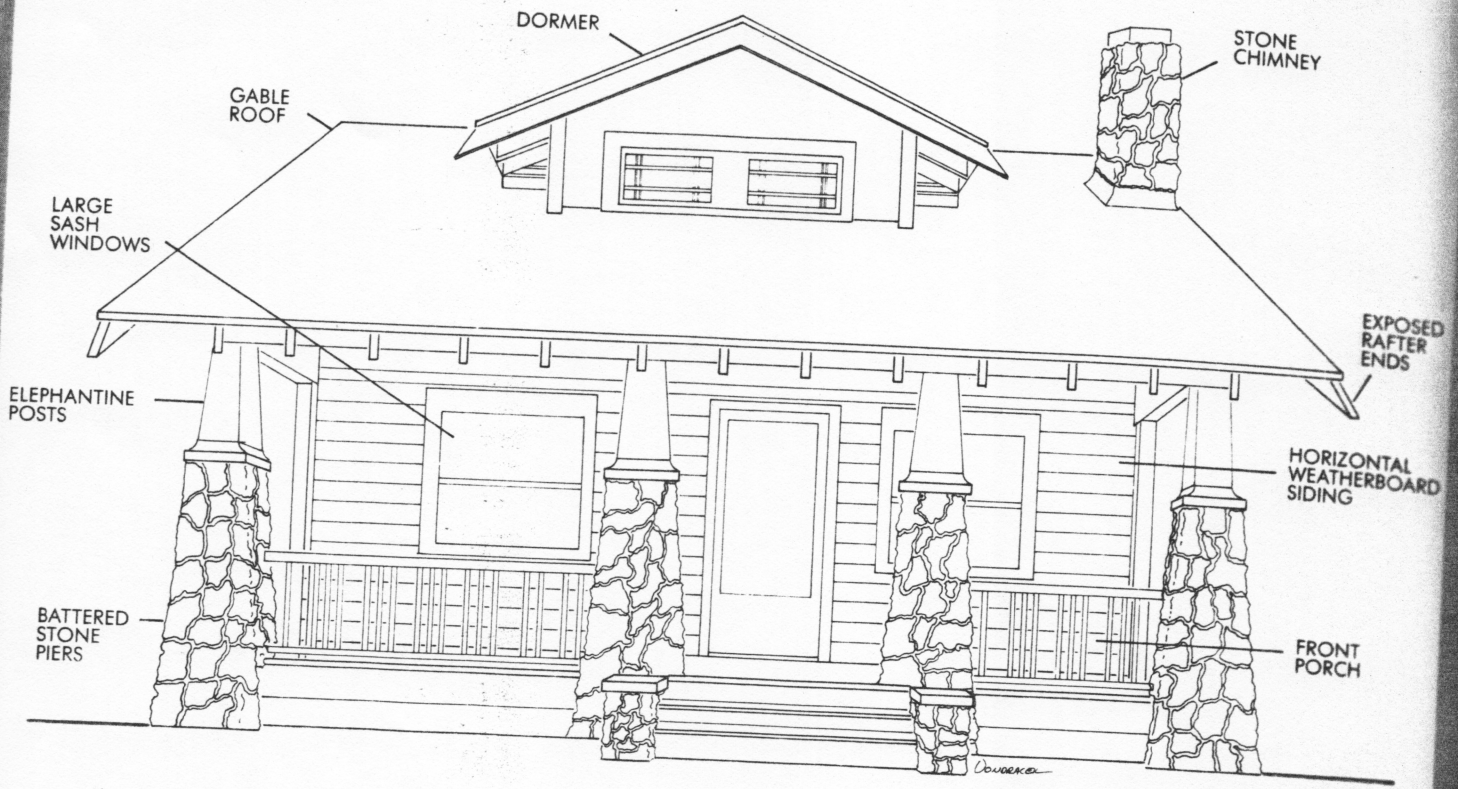 DORMER
STONE
CHIMNEY
GABLE
ROOF
LARGE
SASH
WINDOWS
EXPOSED
RAFTER
ENDS
ELEPHANTINE
POSTS
HORIZONTAL
WEATHERBOARD
SIDING
BATTERED
STONE
PIERS
FRONT
PORCH